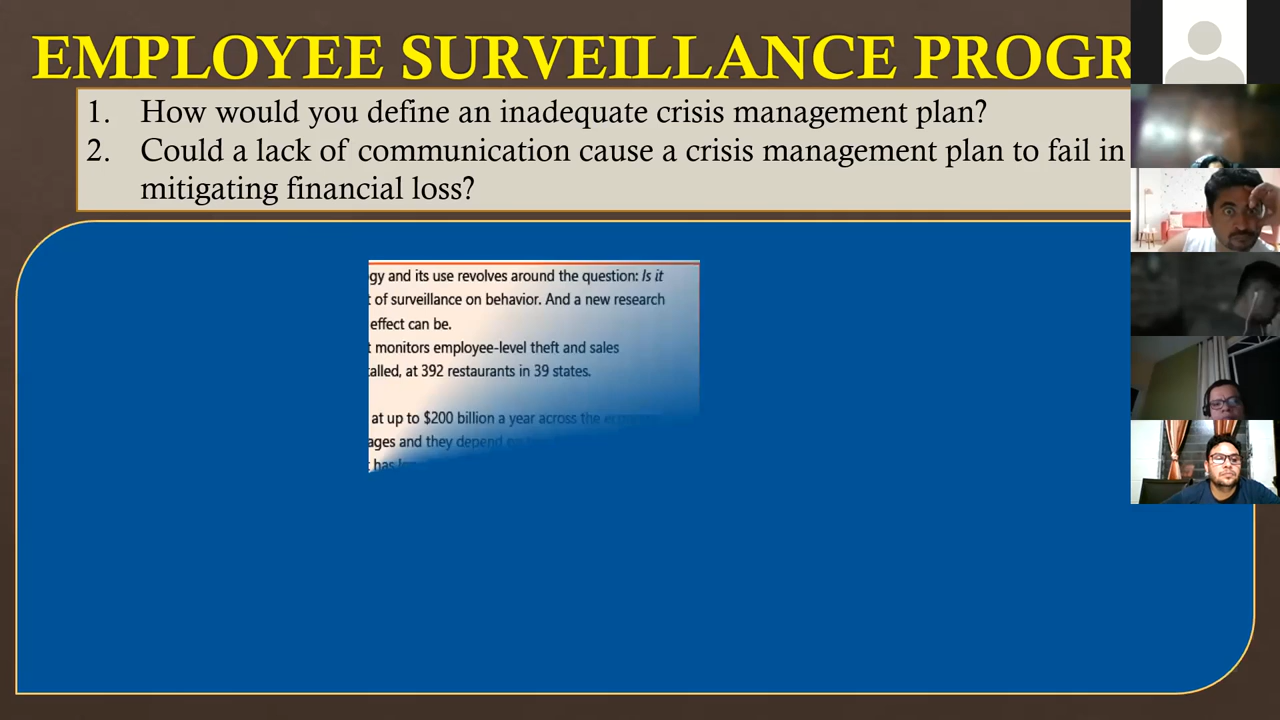 EMPLOYEE SURVEILLANCE PROGR
1. How would you define an inadequate crisis management plan?
2. Could a lack of communication cause a crisis management plan to fail in
mitigating financial loss?
gy and its use revolves around the question: Is it
t of surveillance on behavior. And a new research
effect can be.
t monitors employee-level theft and sales
alled, at 392 restaurants in 39 states.
at up to $200 billion a year across the
ages and they depend
t has